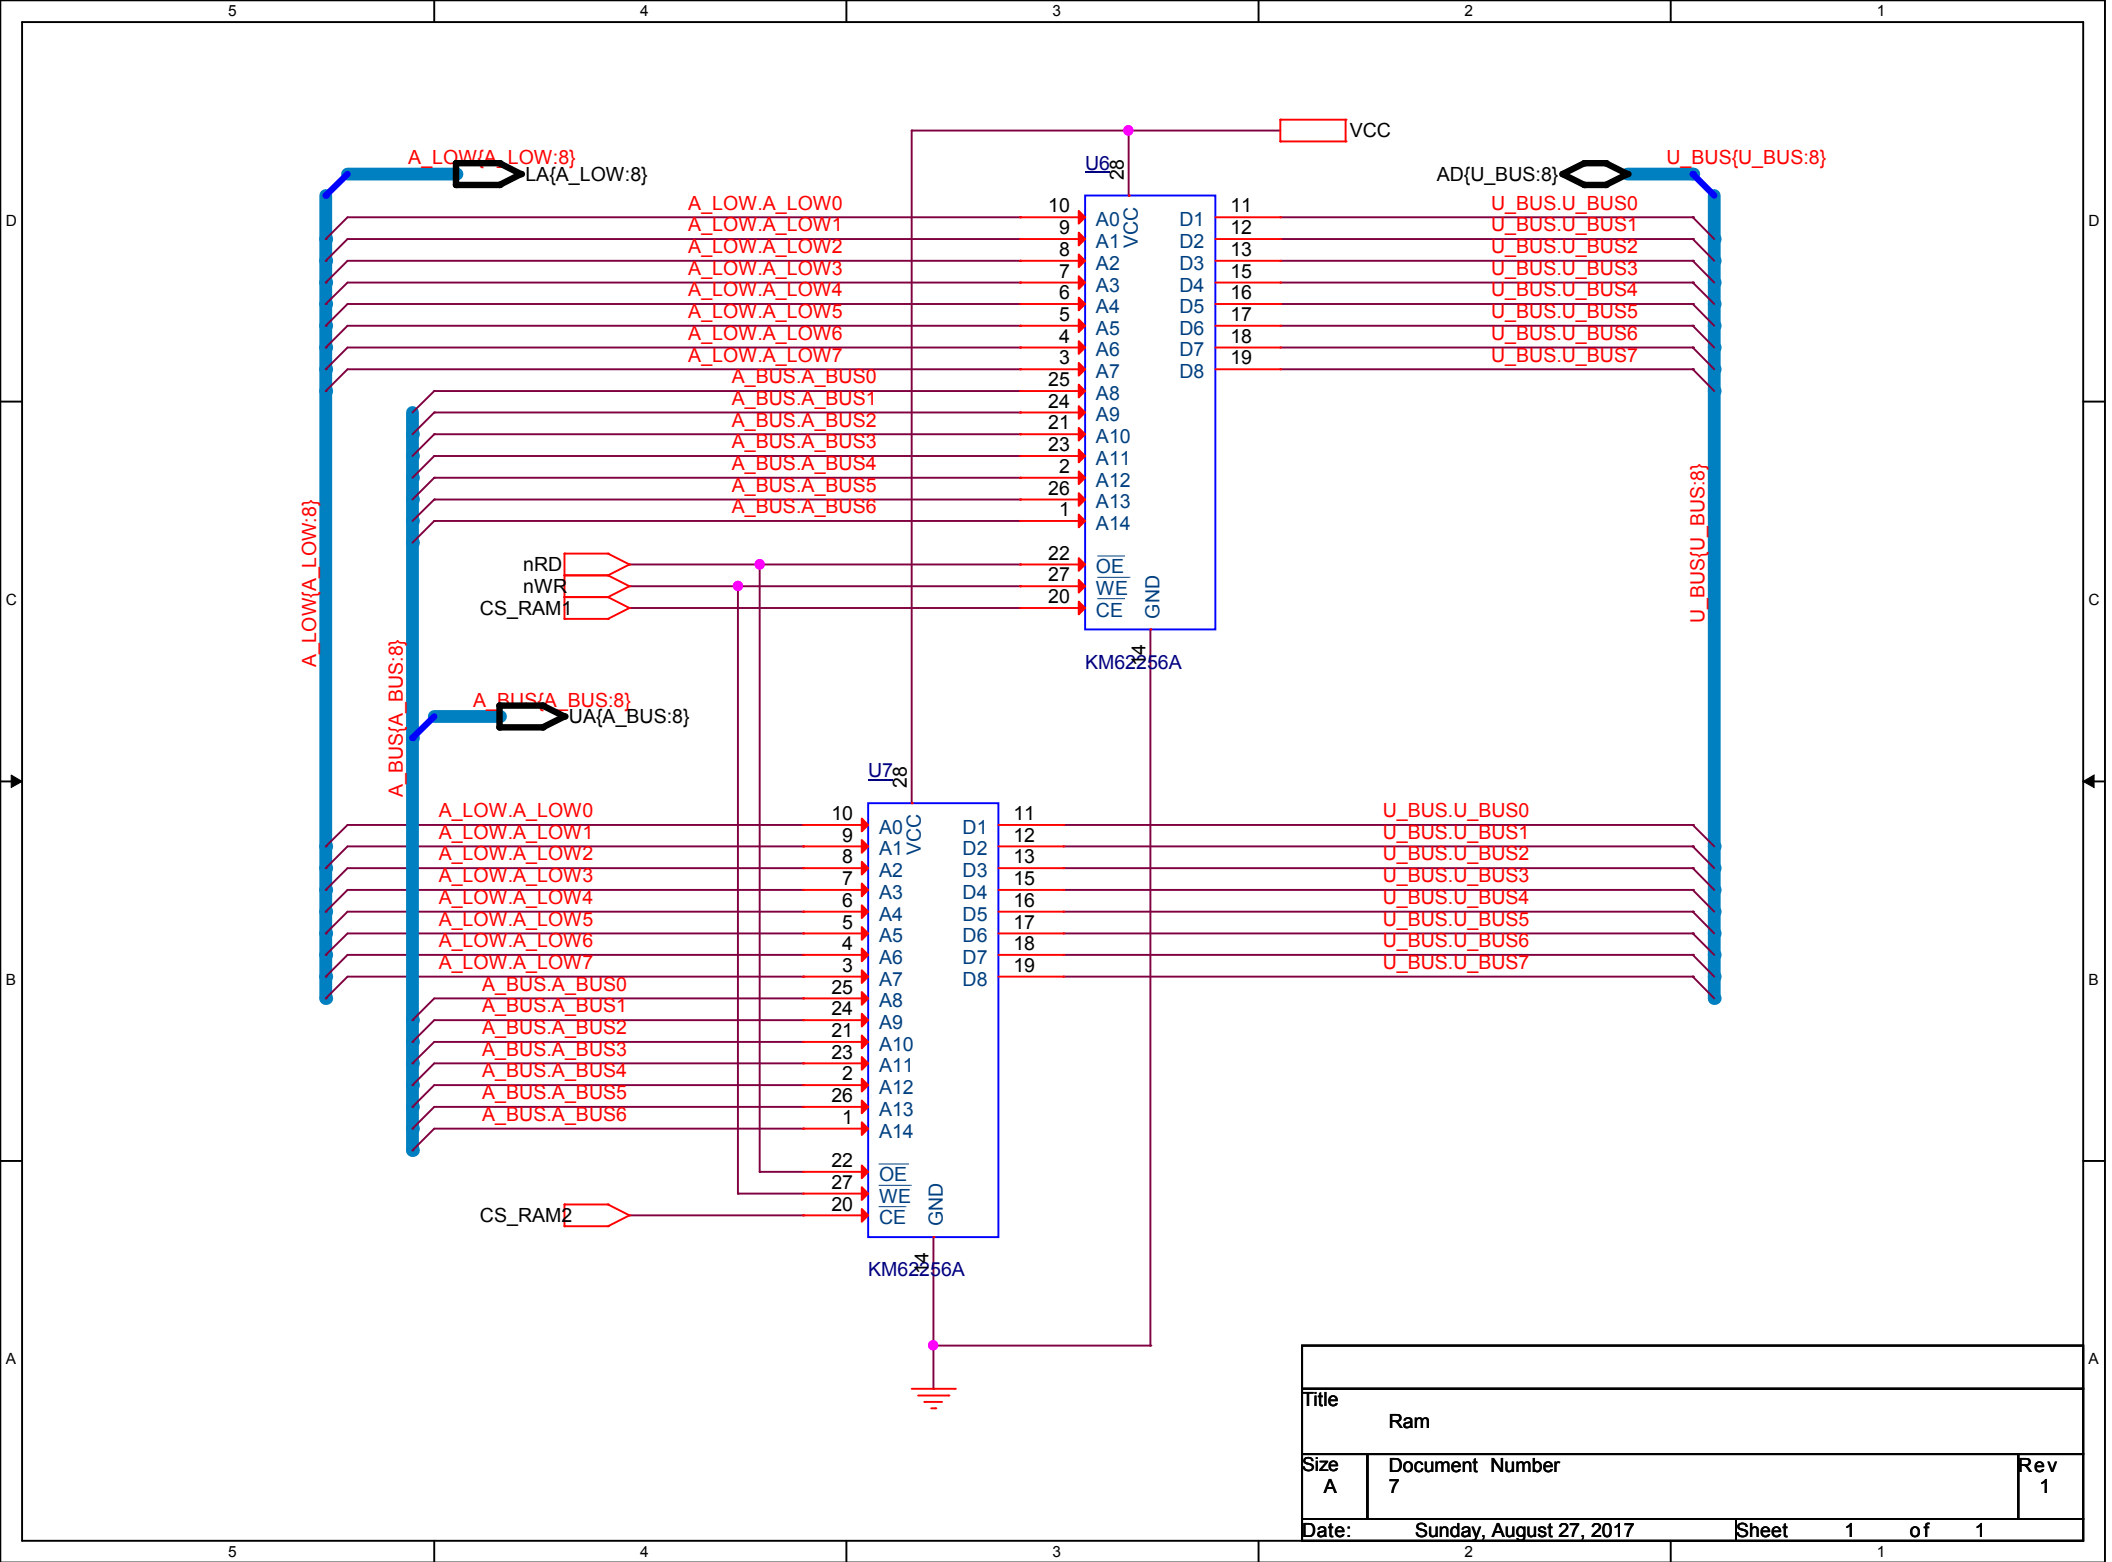 5 4 3 2 1
VCC
A_LOW{A_LOW:8}
LA{A_LOW:8}
U6
28
AD{U_BUS:8}
U_BUS{U_BUS:8}
D D
A_LOW.A_LOW0 10 A0 VCC D1 11 U_BUS.U_BUS0
A_LOW.A_LOW1 9 A1 D2 12 U_BUS.U_BUS1
A_LOW.A_LOW2 8 A2 D3 13 U_BUS.U_BUS2
A_LOW.A_LOW3 7 A3 D4 15 U_BUS.U_BUS3
A_LOW.A_LOW4 6 A4 D5 16 U_BUS.U_BUS4
A_LOW.A_LOW5 5 A5 D6 17 U_BUS.U_BUS5
A_LOW.A_LOW6 4 A6 D7 18 U_BUS.U_BUS6
A_LOW.A_LOW7 3 A7 D8 19 U_BUS.U_BUS7
A_BUS.A_BUS0 25 A8
A_BUS.A_BUS1 24 A9
A_BUS.A_BUS2 21 A10
A_BUS.A_BUS3 23 A11
A_BUS.A_BUS4 2 A12
A_BUS.A_BUS5 26 A13
A_BUS.A_BUS6 1 A14
A_LOW{A_LOW:8}
U_BUS{U_BUS:8}
nRD 22 OE
nWR 27 WE GND
C C
CS_RAM1 20 CE
14
KM62256A
A_BUS{A_BUS:8}
A_BUS{A_BUS:8}
UA{A_BUS:8}
U7
28
A_LOW.A_LOW0 10 A0 VCC D1 11 U_BUS.U_BUS0
A_LOW.A_LOW1 9 A1 D2 12 U_BUS.U_BUS1
A_LOW.A_LOW2 8 A2 D3 13 U_BUS.U_BUS2
A_LOW.A_LOW3 7 A3 D4 15 U_BUS.U_BUS3
A_LOW.A_LOW4 6 A4 D5 16 U_BUS.U_BUS4
A_LOW.A_LOW5 5 A5 D6 17 U_BUS.U_BUS5
A_LOW.A_LOW6 4 A6 D7 18 U_BUS.U_BUS6
A_LOW.A_LOW7 3 A7 D8 19 U_BUS.U_BUS7
B B
A_BUS.A_BUS0 25 A8
A_BUS.A_BUS1 24 A9
A_BUS.A_BUS2 21 A10
A_BUS.A_BUS3 23 A11
A_BUS.A_BUS4 2 A12
A_BUS.A_BUS5 26 A13
A_BUS.A_BUS6 1 A14
22 OE
27 WE GND
CS_RAM2 20 CE
14
KM62256A
A A
Title
Ram
Size Document Number Rev
A 7 1
Date: Sunday, August 27, 2017 Sheet 1 of 1
5 4 3 2 1